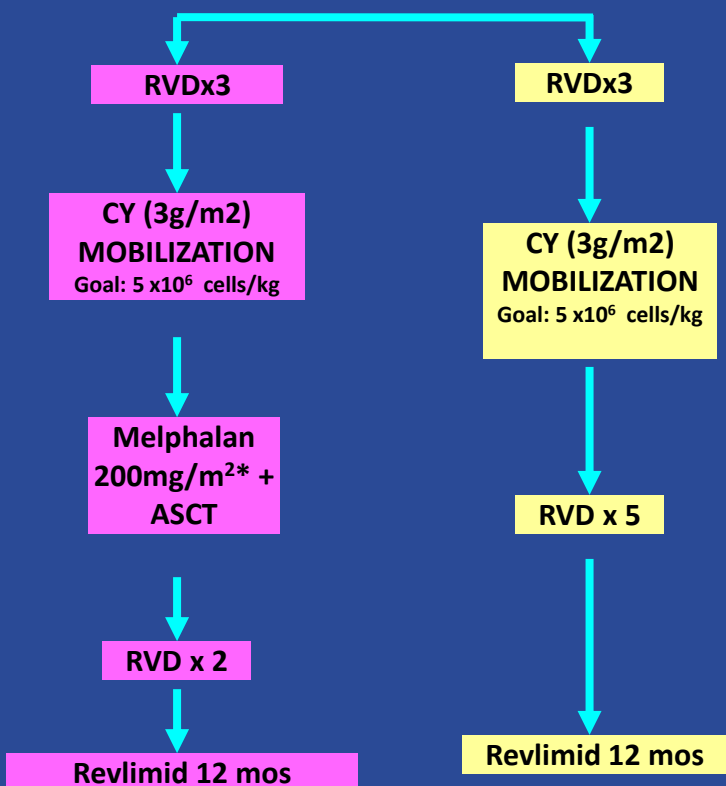 RVDx3
CY (3g/m2)
MOBILIZATION
Goal: 5 x10⁶ cells/kg
Melphalan
200mg/m²* +
ASCT
RVD x 2
Revlimid 12 mos
RVDx3
CY (3g/m2)
MOBILIZATION
Goal: 5 x10⁶ cells/kg
RVD x 5
Revlimid 12 mos